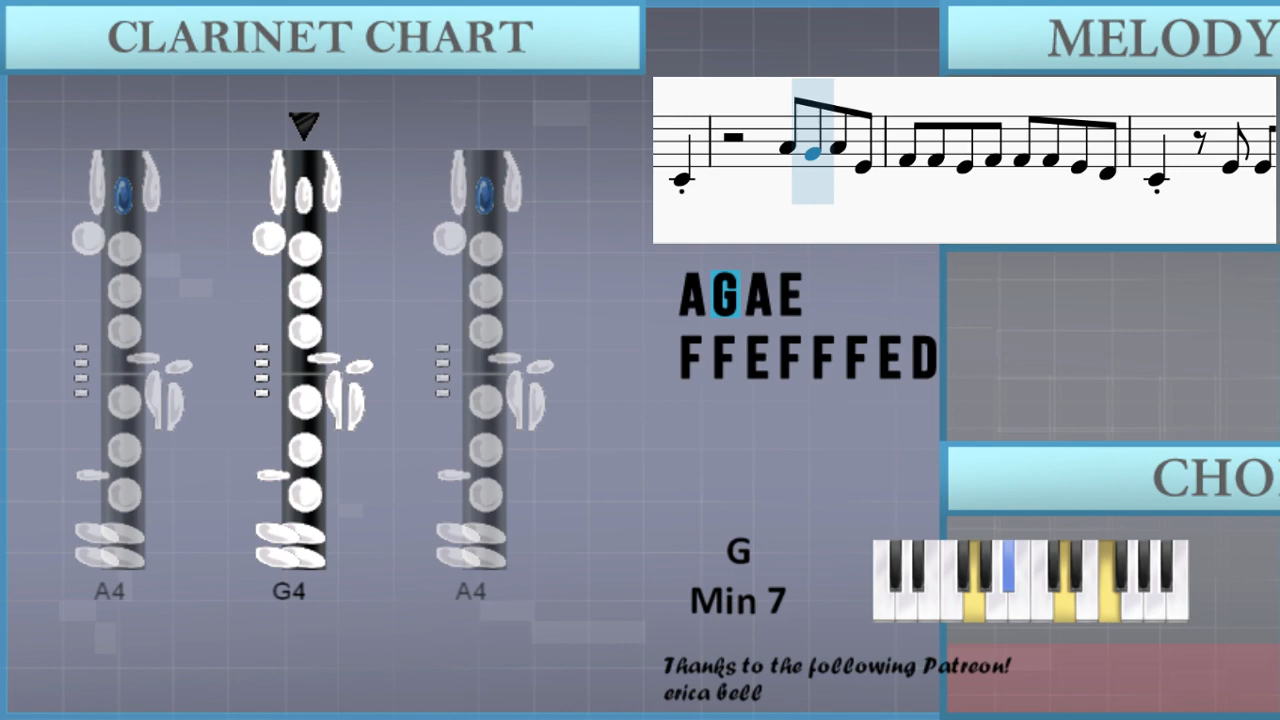 CLARINET CHART
MELODY
A4
G4
A4
AGAE
FFEFFFED
CHO
G
Min 7
Thanks to the following Patreon!
erica bell